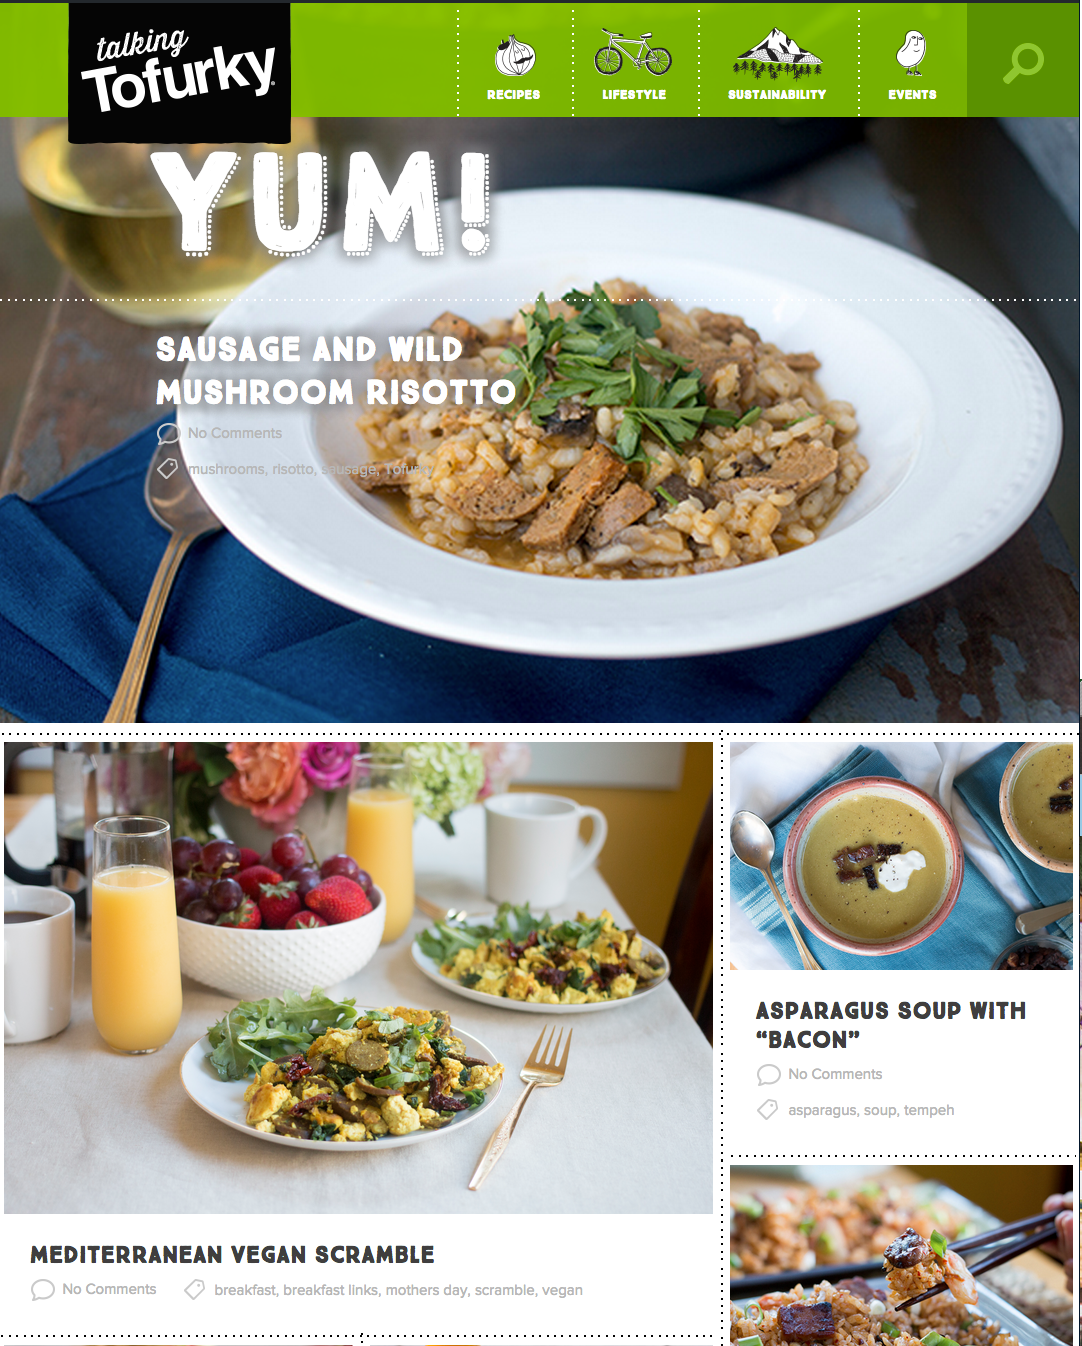 talking
Tofurky
RECIPES
LIFESTYLE
SUSTAINABILITY
EVENTS
YUM!
SAUSAGE AND WILD
MUSHROOM RISOTTO
No Comments
mushrooms, risotto, sausage, Tofurky
MEDITERRANEAN VEGAN SCRAMBLE
No Comments
breakfast, breakfast links, mothers day, scramble, vegan
ASPARAGUS SOUP WITH
“BACON”
No Comments
asparagus, soup, tempeh